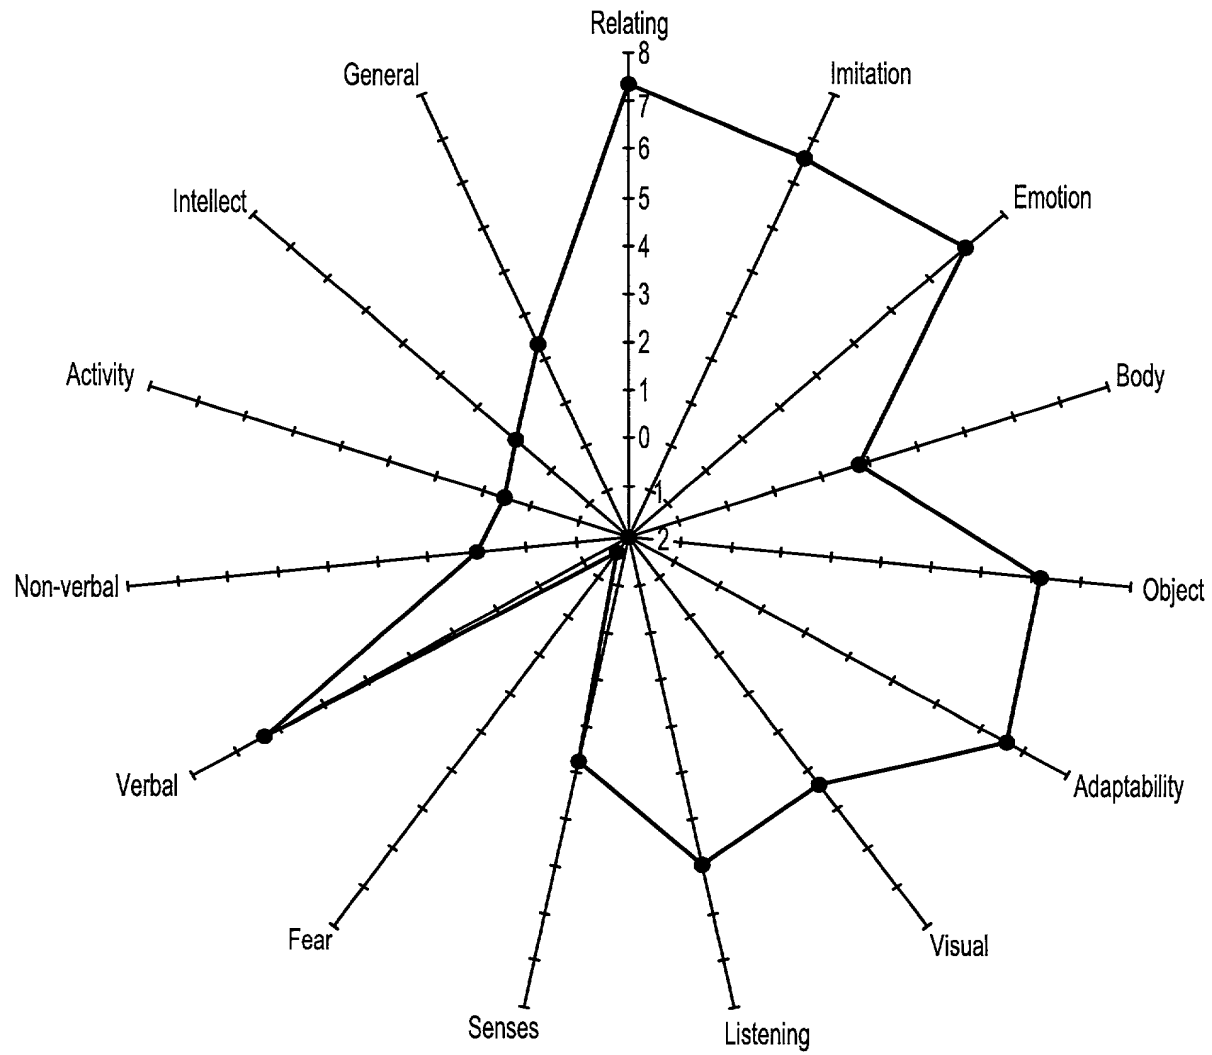 Relating
8
7
6
5
4
3
2
1
0
1
2
Imitation
Emotion
Body
Object
Adaptability
Visual
Listening
Senses
Fear
Verbal
Non-verbal
Activity
Intellect
General